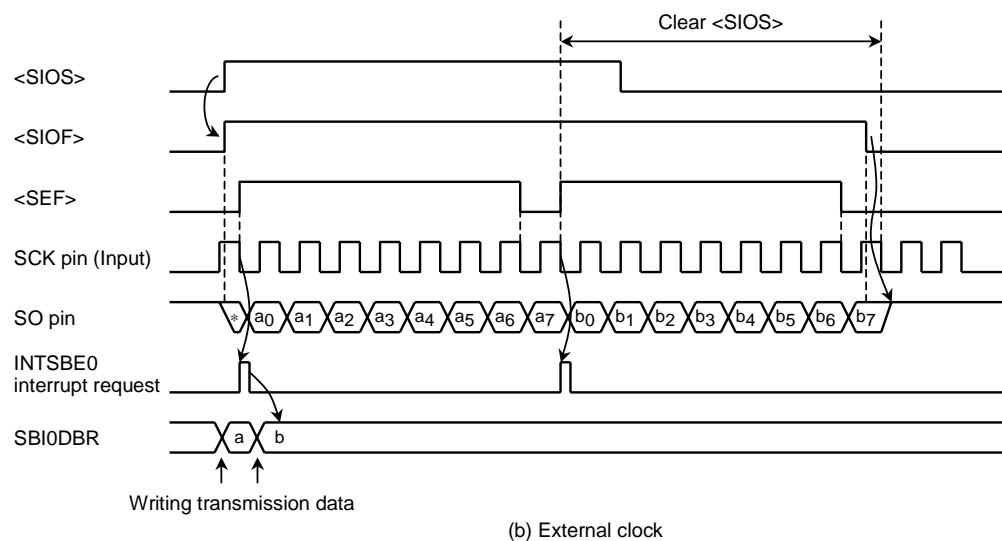 Clear <SIOS>
<SIOS>
<SIOF>
<SEF>
SCK pin (Input)
SO pin
* a0 a1 a2 a3 a4 a5 a6 a7 b0 b1 b2 b3 b4 b5 b6 b7
INTSBE0
interrupt request
SBI0DBR
a b
Writing transmission data
(b) External clock